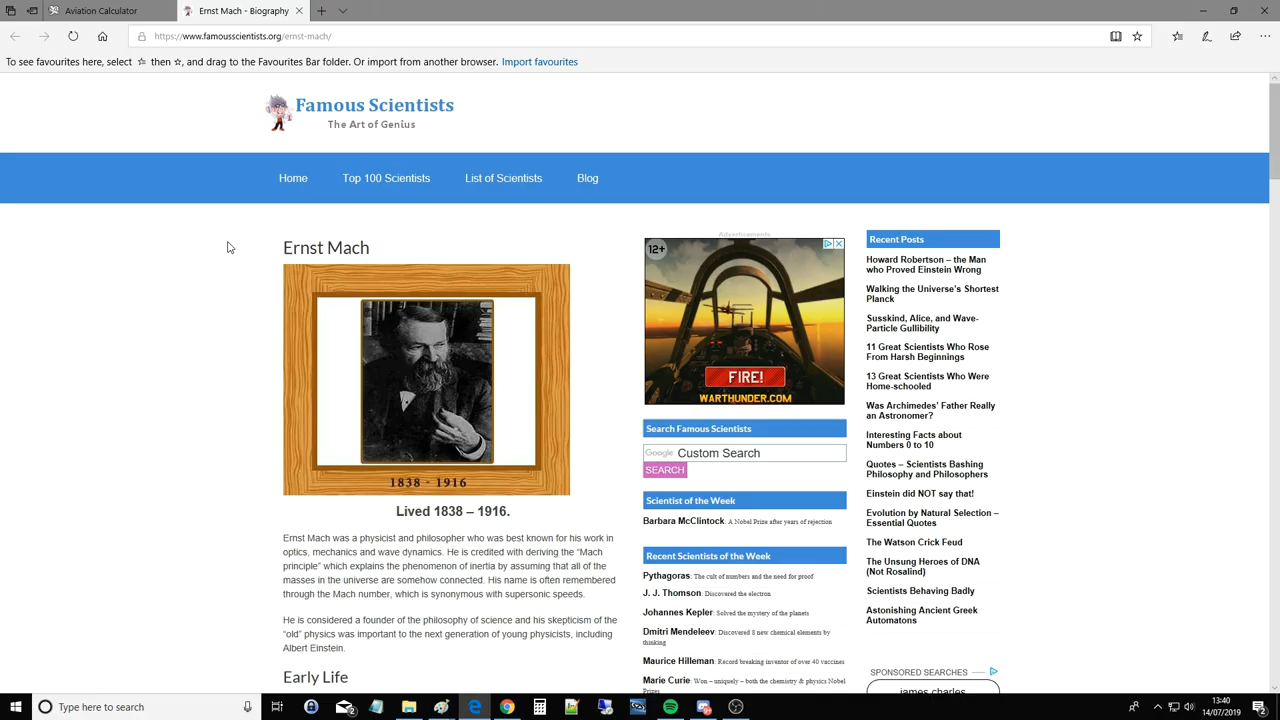 Aviation Calculator
Ernst Mach - Biography
https://www.famousscientists.org/ernst-mach/
To see favourites here, select ☆ then ☆, and drag to the Favourites Bar folder. Or import from another browser. Import favourites
Famous Scientists
The Art of Genius
Home
Top 100 Scientists
List of Scientists
Blog
Ernst Mach
1838 - 1916
Lived 1838 – 1916.
Ernst Mach was a physicist and philosopher who was best known for his work in
optics, mechanics and wave dynamics. He is credited with deriving the “Mach
principle” which explains the phenomenon of inertia by assuming that all of the
masses in the universe are somehow connected. His name is often remembered
through the Mach number, which is synonymous with supersonic speeds.
He is considered a founder of the philosophy of science and his skepticism of the
“old” physics was important to the next generation of young physicists, including
Albert Einstein.
Early Life
Advertisements
12+
FIRE!
WARTHUNDER.COM
Search Famous Scientists
Google Custom Search
SEARCH
Scientist of the Week
Barbara McClintock: A Nobel Prize after years of rejection
Recent Scientists of the Week
Pythagoras: The cult of numbers and the need for proof
J. J. Thomson: Discovered the electron
Johannes Kepler: Solved the mystery of the planets
Dmitri Mendeleev: Discovered 8 new chemical elements by
thinking
Maurice Hilleman: Record breaking inventor of over 40 vaccines
Marie Curie: Won – uniquely – both the chemistry & physics Nobel
Prizes
Recent Posts
Howard Robertson – the Man
who Proved Einstein Wrong
Walking the Universe’s Shortest
Planck
Susskind, Alice, and Wave-
Particle Gullibility
11 Great Scientists Who Rose
From Harsh Beginnings
13 Great Scientists Who Were
Home-schooled
Was Archimedes’ Father Really
an Astronomer?
Interesting Facts about
Numbers 0 to 10
Quotes – Scientists Bashing
Philosophy and Philosophers
Einstein did NOT say that!
Evolution by Natural Selection –
Essential Quotes
The Watson Crick Feud
The Unsung Heroes of DNA
(Not Rosalind)
Scientists Behaving Badly
Astonishing Ancient Greek
Automatons
SPONSORED SEARCHES
james charles
Type here to search
13:40
14/07/2019
2